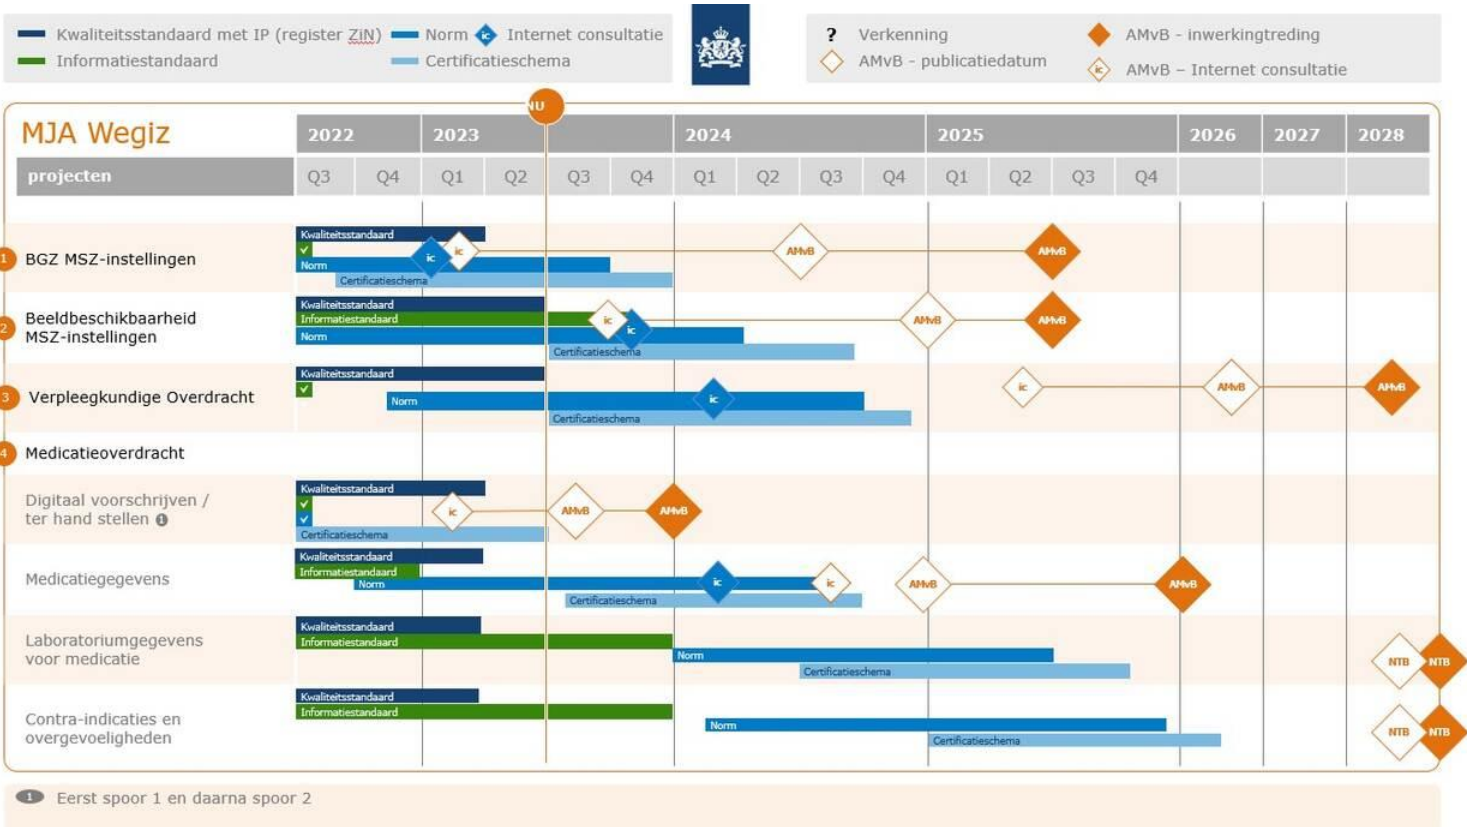 Kwaliteitsstandaard met IP (register ZiN)
Norm
ic
Internet consultatie
Informatiestandaard
Certificatieschema
? Verkenning
AMvB - inwerkingtreding
AMvB - publicatiedatum
ic
AMvB – Internet consultatie
NU
MJA Wegiz
2022 2023 2024 2025 2026 2027 2028
projecten
Q3 Q4 Q1 Q2 Q3 Q4 Q1 Q2 Q3 Q4 Q1 Q2 Q3 Q4
1 BGZ MSZ-instellingen
Kwaliteitsstandaard
Norm
Certificatieschema
ic ic AMvB AMvB
2 Beeldbeschikbaarheid
MSZ-instellingen
Kwaliteitsstandaard
Informatiestandaard
Norm
Certificatieschema
ic ic AMvB AMvB
3 Verpleegkundige Overdracht
Kwaliteitsstandaard
Norm
Certificatieschema
ic ic AMvB AMvB
4 Medicatieoverdracht
Digitaal voorschrijven /
ter hand stellen 1
Kwaliteitsstandaard
Certificatieschema
ic AMvB AMvB
Medicatiegegevens
Kwaliteitsstandaard
Informatiestandaard
Norm
Certificatieschema
ic ic AMvB AMvB
Laboratoriumgegevens
voor medicatie
Kwaliteitsstandaard
Informatiestandaard
Norm
Certificatieschema
NTB NTB
Contra-indicaties en
overgevoeligheden
Kwaliteitsstandaard
Informatiestandaard
Norm
Certificatieschema
NTB NTB
1 Eerst spoor 1 en daarna spoor 2